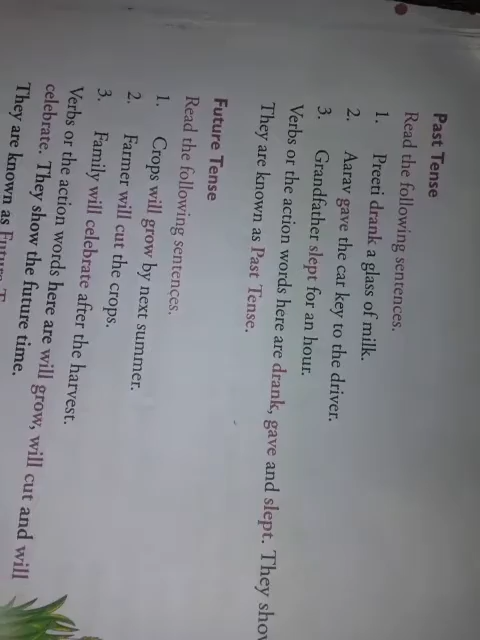 Past Tense
Read the following sentences.
1. Preeti drank a glass of milk.
2. Aarav gave the car key to the driver.
3. Grandfather slept for an hour.
Verbs or the action words here are drank, gave and slept. They show
They are known as Past Tense.
Future Tense
Read the following sentences.
1. Crops will grow by next summer.
2. Farmer will cut the crops.
3. Family will celebrate after the harvest.
Verbs or the action words here are will grow, will cut and will
celebrate. They show the future time.
They are known as Future